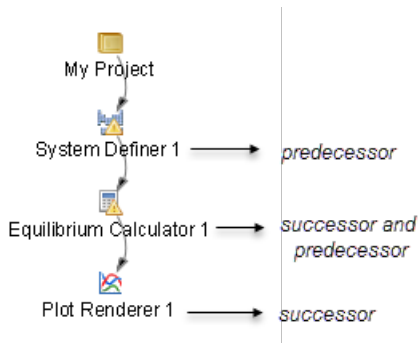 My Project
System Definer 1
predecessor
Equilibrium Calculator 1
successor and
predecessor
Plot Renderer 1
successor